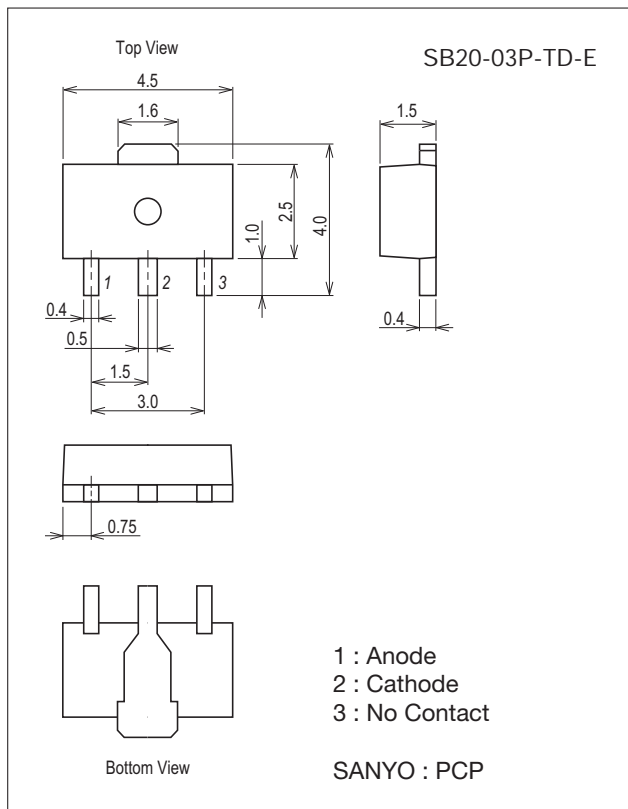 Top View
SB20-03P-TD-E
4.5
1.6
1.5
1.0
2.5
4.0
1
2
3
0.4
0.5
1.5
3.0
0.4
0.75
1 : Anode
2 : Cathode
3 : No Contact
Bottom View
SANYO : PCP